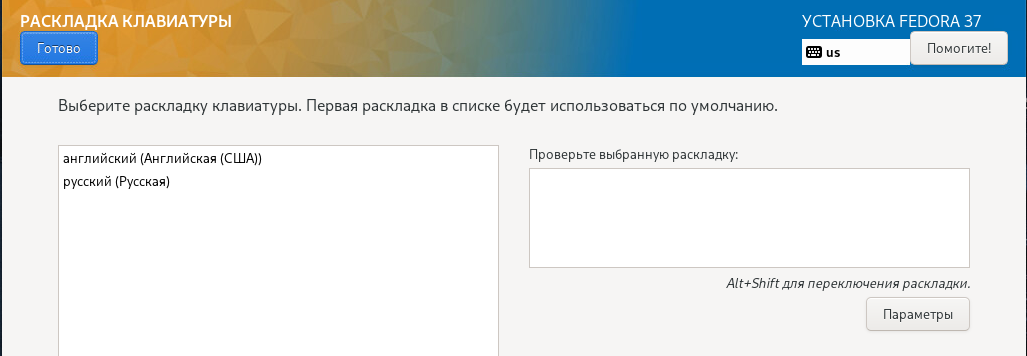 РАСКЛАДКА КЛАВИАТУРЫ
УСТАНОВКА FEDORA 37
Готово
us
Помогите!
Выберите раскладку клавиатуры. Первая раскладка в списке будет использоваться по умолчанию.
английский (Английская (США))
русский (Русская)
Проверьте выбранную раскладку:
Alt+Shift для переключения раскладки.
Параметры